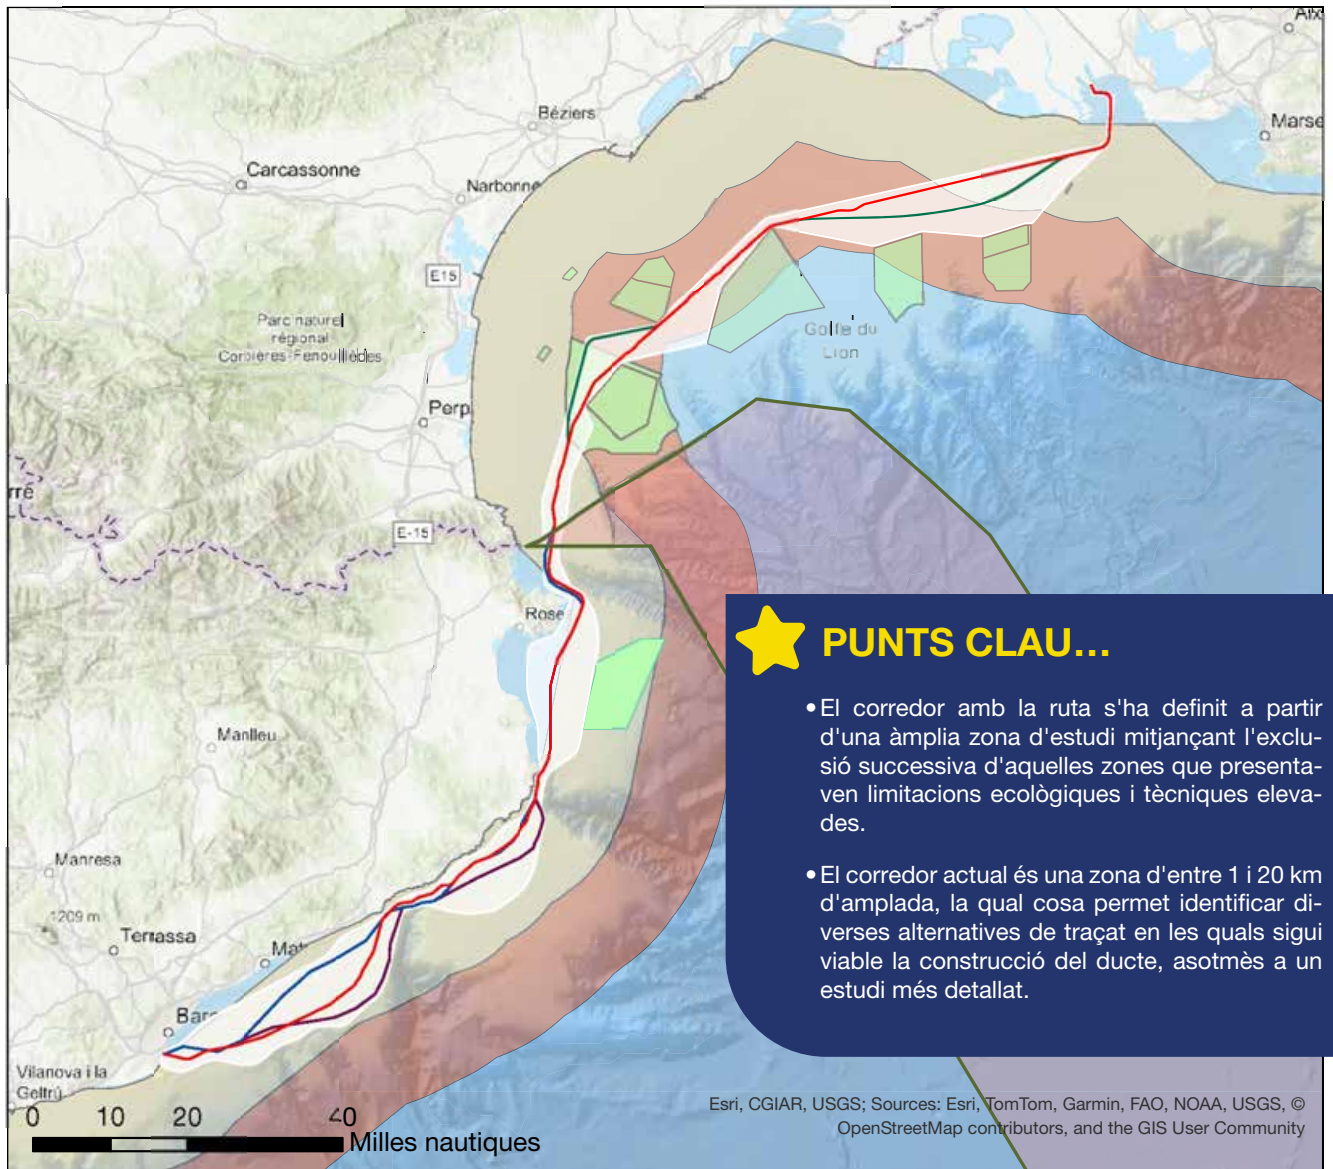 Aix
Béziers
Marse
Carcassonne
Narbonne
E15
Parc naturel
régional
Corbières-Fenouillèdes
Golfe du
Lion
Perp
rre
E-15
Rose
PUNTS CLAU...
• El corredor amb la ruta s'ha definit a partir
d'una àmplia zona d'estudi mitjançant l'exclu-
sió successiva d'aquelles zones que presenta-
ven limitacions ecològiques i tècniques eleva-
des.
Manlleu
• El corredor actual és una zona d'entre 1 i 20 km
d'amplada, la qual cosa permet identificar di-
verses alternatives de traçat en les quals sigui
viable la construcció del ducte, asotmès a un
estudi més detallat.
Manresa
1209 m
Terrassa
Mat
Barc
Vilanova i la
Geltrú
0 10 20 40
Milles nautiques
Esri, CGIAR, USGS; Sources: Esri, TomTom, Garmin, FAO, NOAA, USGS, ©
OpenStreetMap contributors, and the GIS User Community